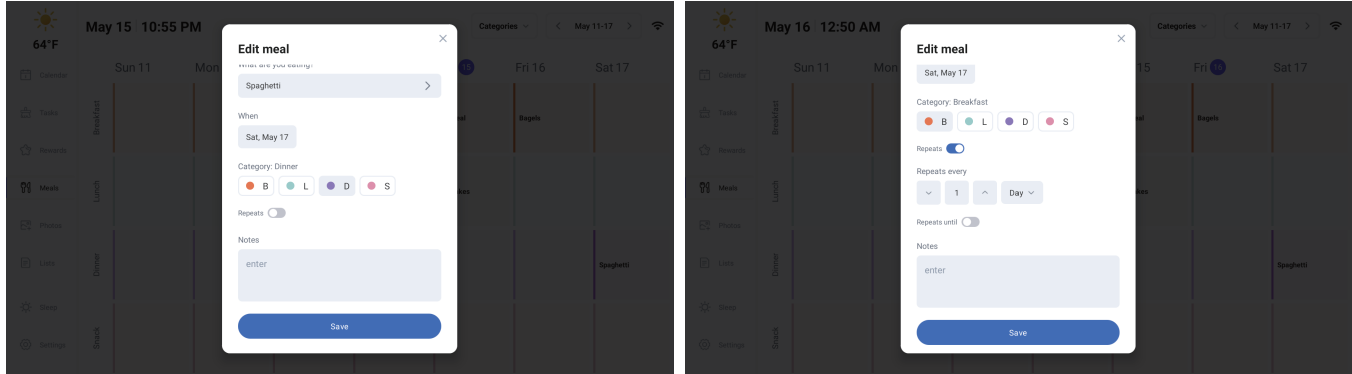 May 15 10:55 PM
Categories
May 11-17
64°F
Edit meal
What are you eating?
Spaghetti
When
Sat, May 17
Category: Dinner
B L D S
Repeats
Notes
enter
Save
Sun 11
Mon
15
Fri 16
Sat 17
Calendar
Tasks
Rewards
Meals
Photos
Lists
Sleep
Settings
Breakfast
Lunch
Dinner
Snack
Bagels
Spaghetti
May 16 12:50 AM
Categories
May 11-17
64°F
Edit meal
Sat, May 17
Category: Breakfast
B L D S
Repeats
Repeats every
1 Day
Repeats until
Notes
enter
Save
Sun 11
Mon
15
Fri 16
Sat 17
Calendar
Tasks
Rewards
Meals
Photos
Lists
Sleep
Settings
Breakfast
Lunch
Dinner
Snack
Bagels
Spaghetti